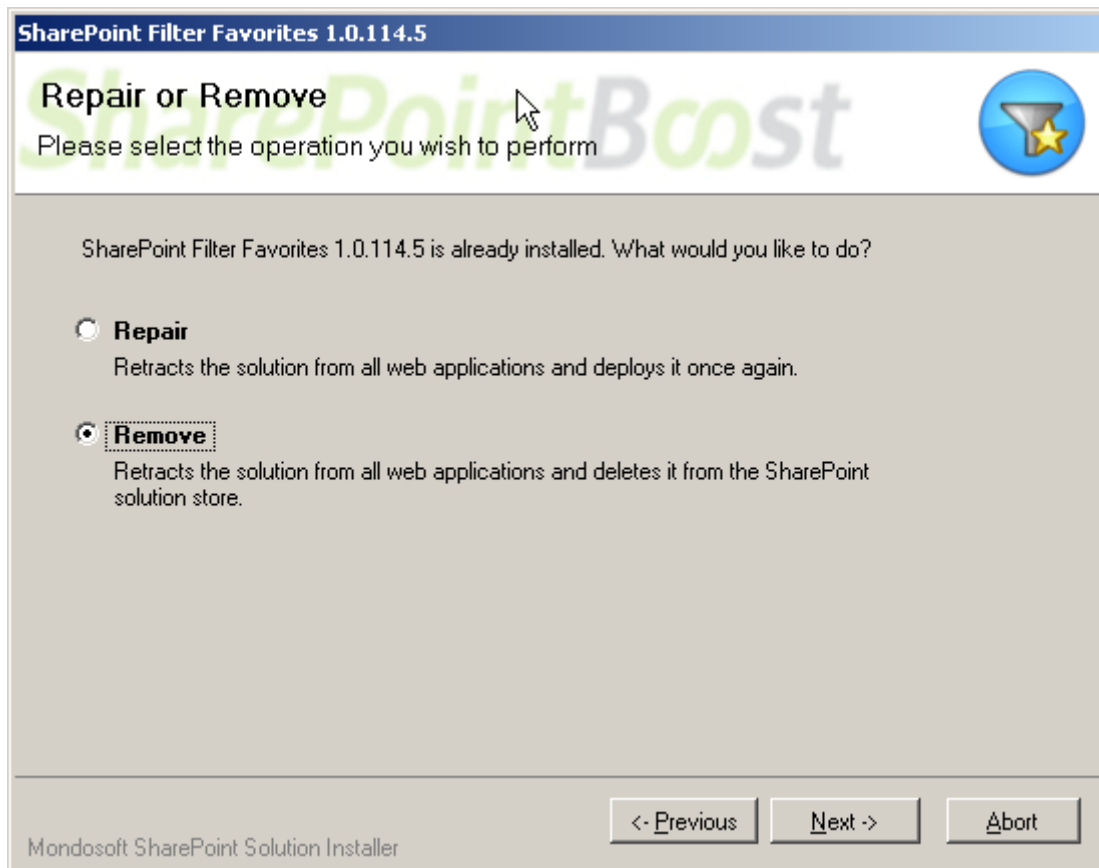 SharePoint Filter Favorites 1.0.114.5
SharePointBoost
Repair or Remove
Please select the operation you wish to perform
SharePoint Filter Favorites 1.0.114.5 is already installed. What would you like to do?
Repair
Retracts the solution from all web applications and deploys it once again.
Remove
Retracts the solution from all web applications and deletes it from the SharePoint
solution store.
<- Previous
Next ->
Abort
Mondosoft SharePoint Solution Installer